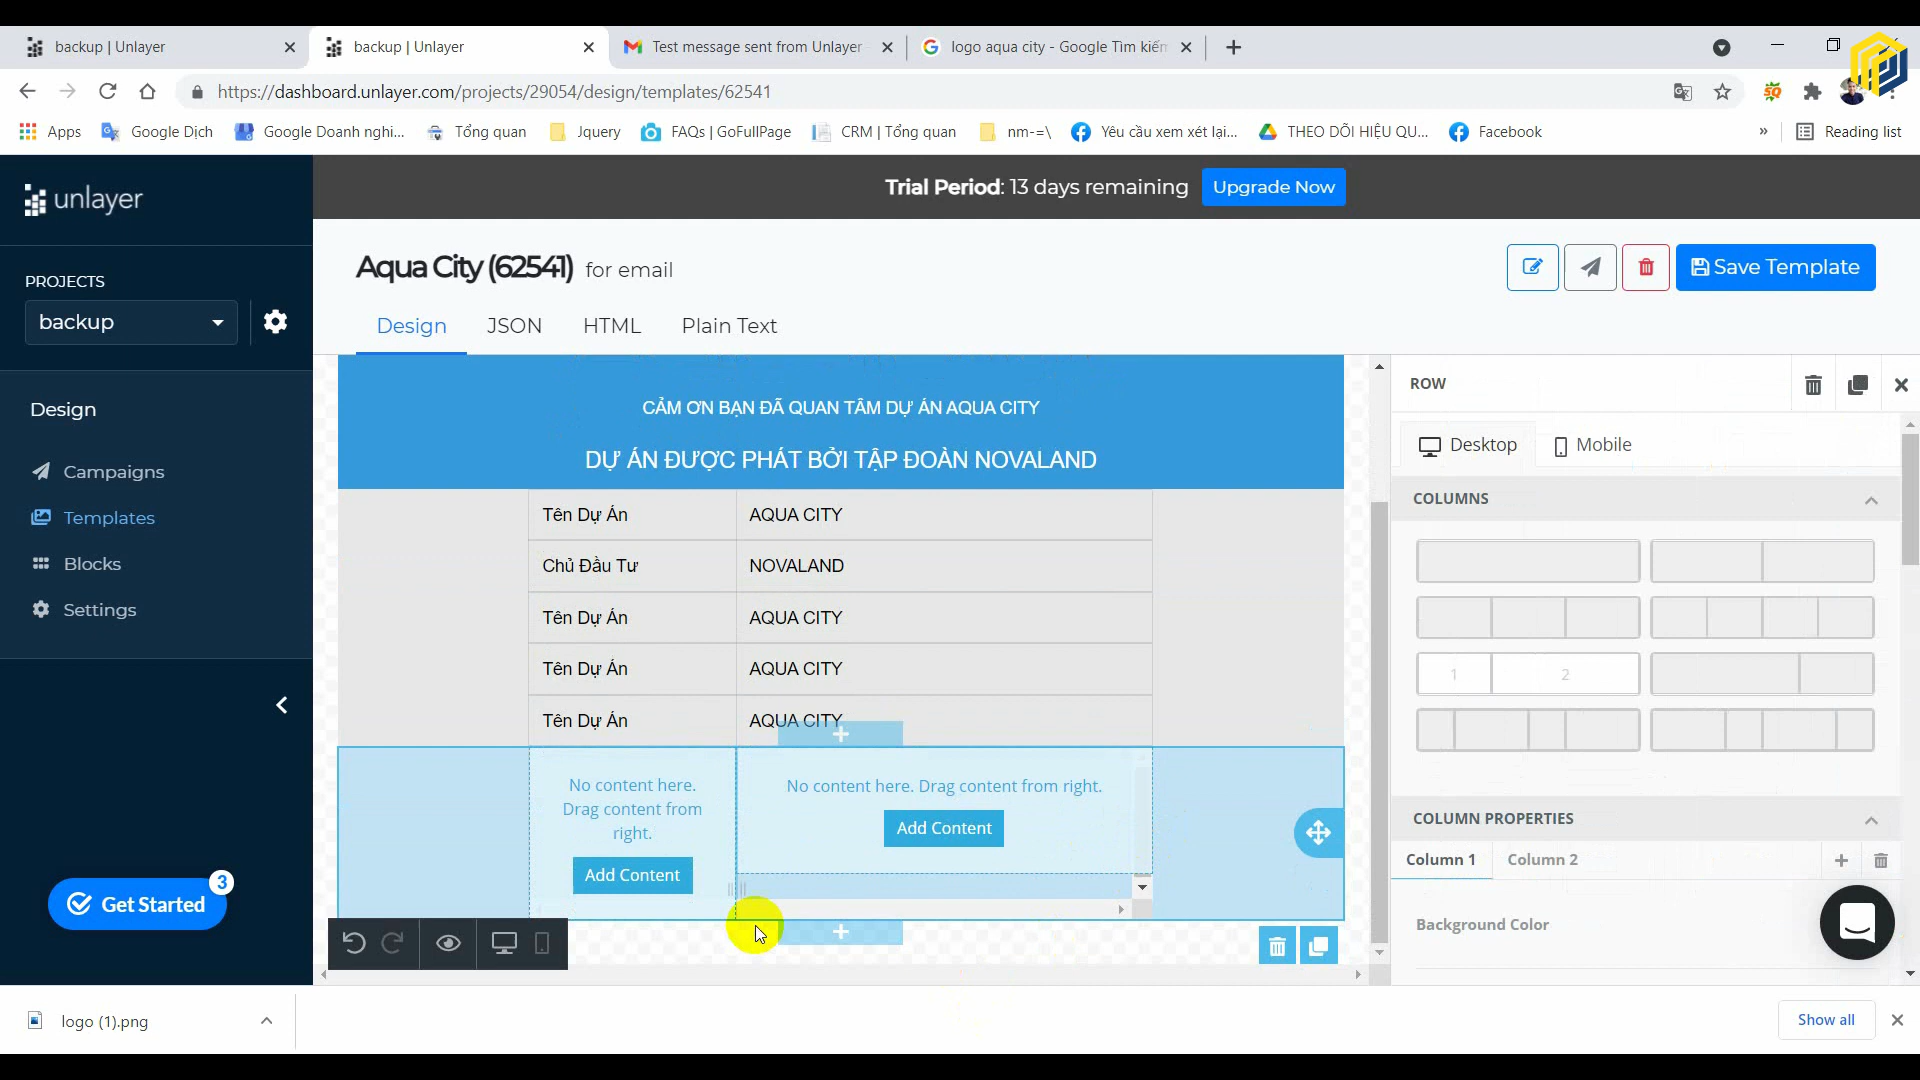 backup | Unlayer
backup | Unlayer
Test message sent from Unlayer
logo aqua city - Google Tìm kiếm
https://dashboard.unlayer.com/projects/29054/design/templates/62541
Apps
Google Dịch
Google Doanh nghi...
Tổng quan
Jquery
FAQs | GoFullPage
CRM | Tổng quan
nm-=\
Yêu cầu xem xét lại...
THEO DÕI HIỆU QU...
Facebook
»
Reading list
unlayer
Trial Period: 13 days remaining
Upgrade Now
PROJECTS
backup
Aqua City (62541) for email
Save Template
Design
JSON
HTML
Plain Text
Design
Campaigns
Templates
Blocks
Settings
Get Started
3
CẢM ƠN BẠN ĐÃ QUAN TÂM DỰ ÁN AQUA CITY
DỰ ÁN ĐƯỢC PHÁT BỞI TẬP ĐOÀN NOVALAND
Tên Dự Án
AQUA CITY
Chủ Đầu Tư
NOVALAND
Tên Dự Án
AQUA CITY
Tên Dự Án
AQUA CITY
Tên Dự Án
AQUA CITY
No content here.
Drag content from
right.
Add Content
No content here. Drag content from right.
Add Content
ROW
Desktop
Mobile
COLUMNS
1
2
COLUMN PROPERTIES
Column 1
Column 2
Background Color
logo (1).png
Show all